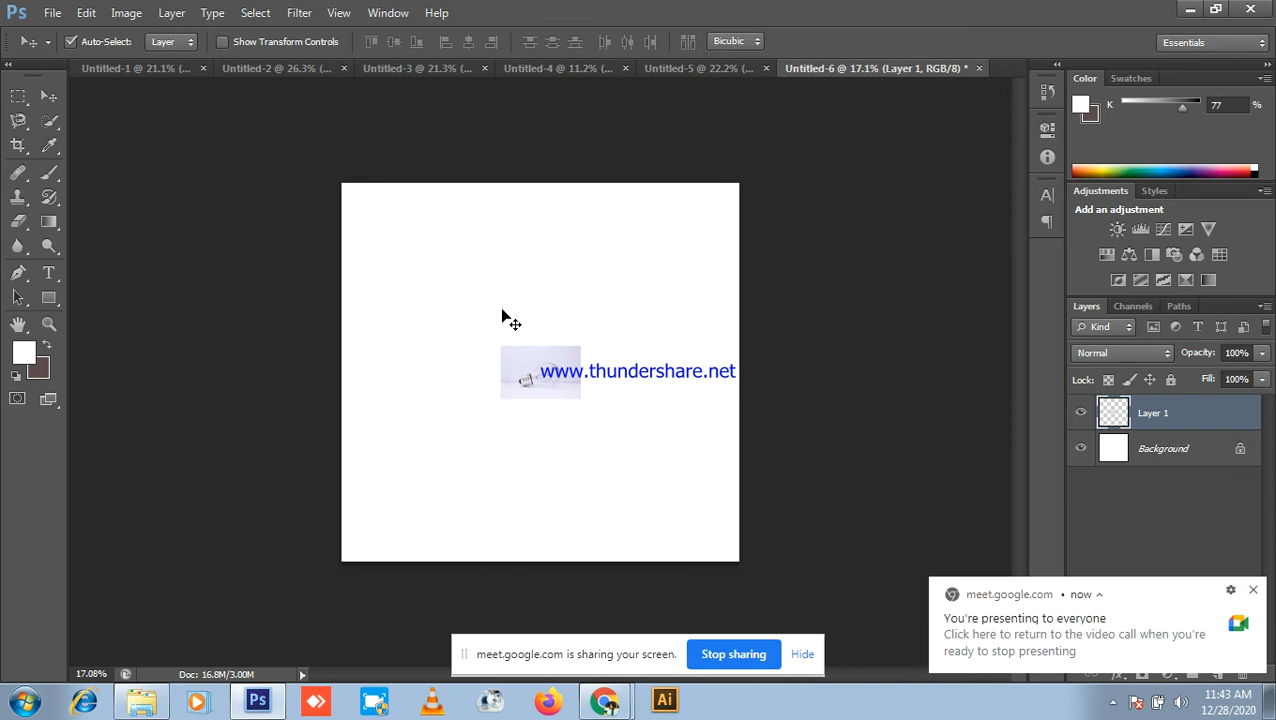 Ps File Edit Image Layer Type Select Filter View Window Help
Auto-Select: Layer Show Transform Controls Bicubic Essentials
Untitled-1 @ 21.1% (... × Untitled-2 @ 26.3% (... × Untitled-3 @ 21.3% (... × Untitled-4 @ 11.2% (... × Untitled-5 @ 22.2% (... × Untitled-6 @ 17.1% (Layer 1, RGB/8) * ×
Color Swatches
K 77 %
Adjustments Styles
Add an adjustment
Layers Channels Paths
Kind
Normal Opacity: 100%
Lock: Fill: 100%
Layer 1
Background
www.thundershare.net
meet.google.com • now
You're presenting to everyone
Click here to return to the video call when you're
ready to stop presenting
meet.google.com is sharing your screen. Stop sharing Hide
17.08% Doc: 16.8M/3.00M
Ps Ai
11:43 AM
12/28/2020